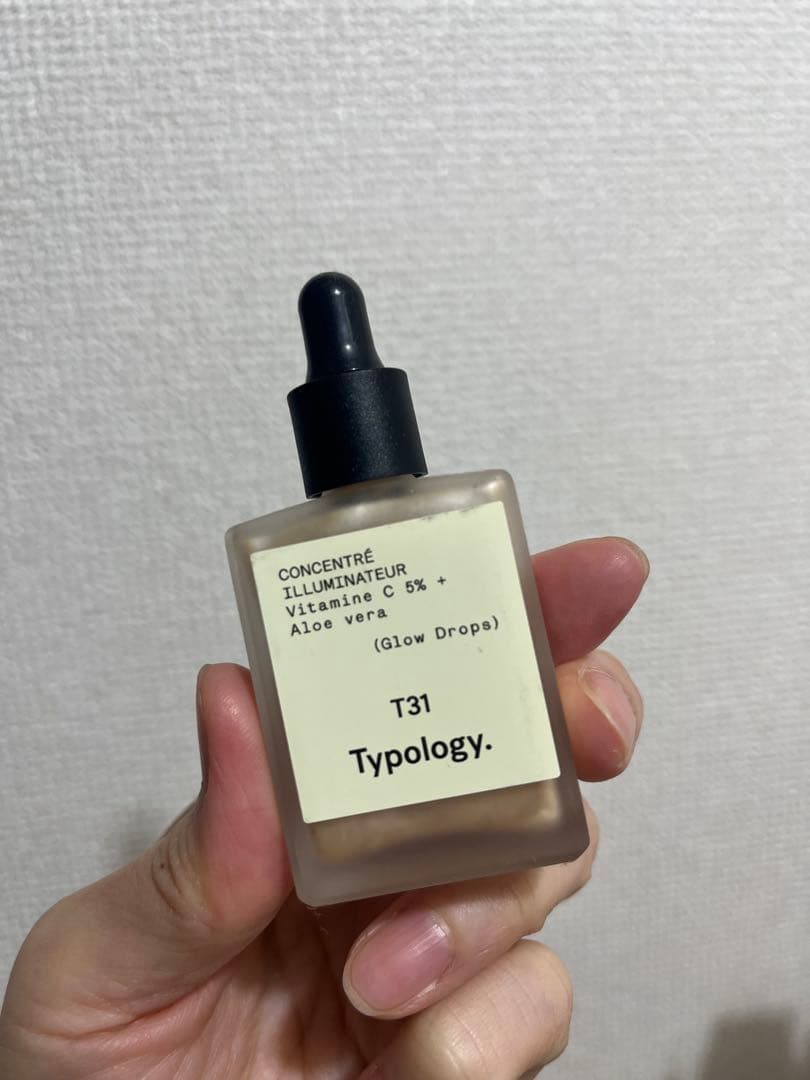 CONCENTRÉ
ILLUMINATEUR
Vitamine C 5% +
Aloe vera
(Glow Drops)
T31
Typology.